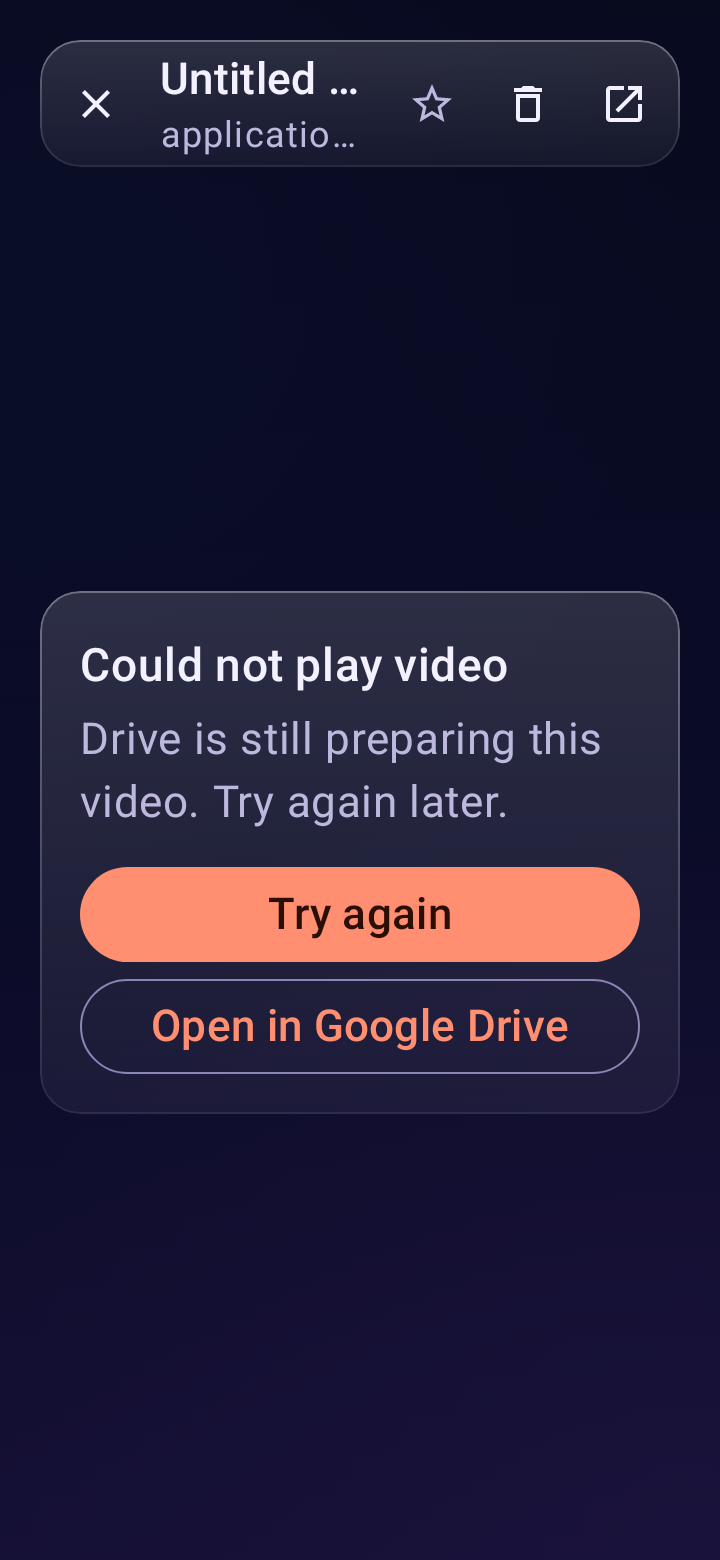 Untitled …
applicatio…
Could not play video
Drive is still preparing this
video. Try again later.
Try again
Open in Google Drive